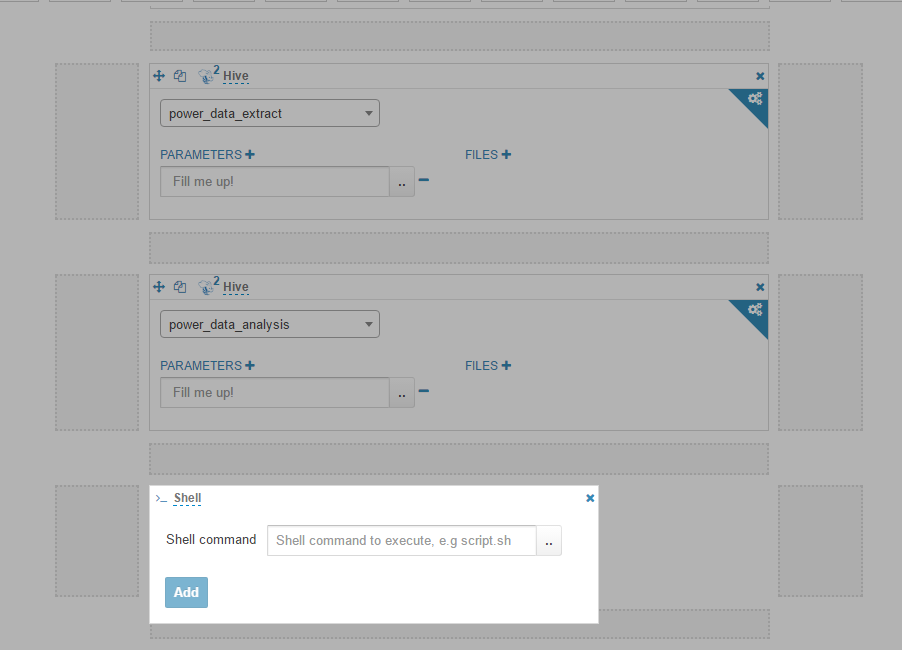 2 Hive
power_data_extract
PARAMETERS FILES
Fill me up! ..
2 Hive
power_data_analysis
PARAMETERS FILES
Fill me up! ..
>_ Shell
Shell command Shell command to execute, e.g script.sh ..
Add